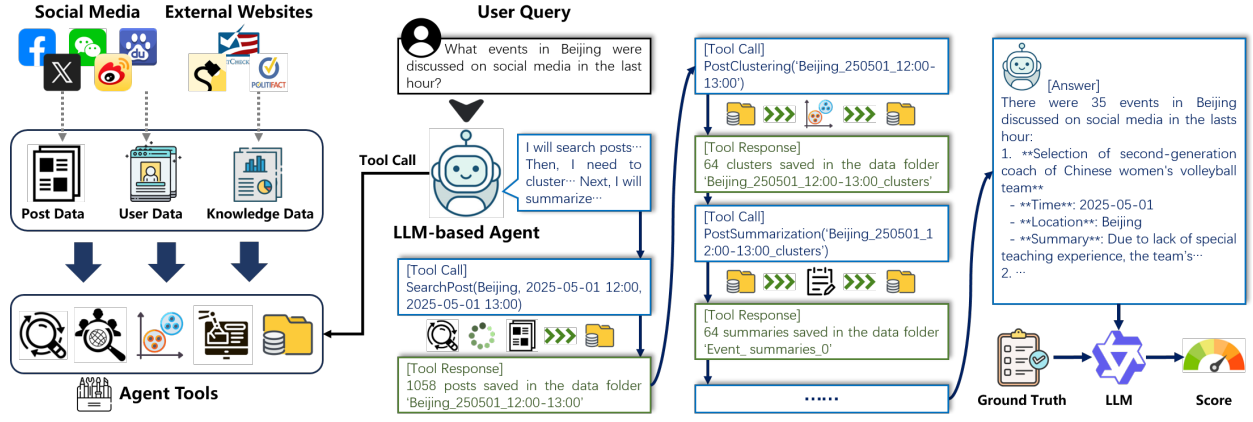 Social Media
External Websites
du
X
POLITIFACT
Post Data
User Data
Knowledge Data
Agent Tools
Tool Call
User Query
What events in Beijing were
discussed on social media in the last
hour?
I will search posts…
Then, I need to
cluster… Next, I will
summarize…
LLM-based Agent
[Tool Call]
SearchPost(Beijing, 2025-05-01 12:00,
2025-05-01 13:00)
[Tool Response]
1058 posts saved in the data folder
‘Beijing_250501_12:00-13:00’
[Tool Call]
PostClustering(‘Beijing_250501_12:00-
13:00’)
[Tool Response]
64 clusters saved in the data folder
‘Beijing_250501_12:00-13:00_clusters’
[Tool Call]
PostSummarization(‘Beijing_250501_1
2:00-13:00_clusters’)
[Tool Response]
64 summaries saved in the data folder
‘Event_ summaries_0’
……
[Answer]
There were 35 events in Beijing
discussed on social media in the lasts
hour:
1. **Selection of second-generation
coach of Chinese women’s volleyball
team**
- **Time**: 2025-05-01
- **Location**: Beijing
- **Summary**: Due to lack of special
teaching experience, the team’s…
2. …
Ground Truth
LLM
Score